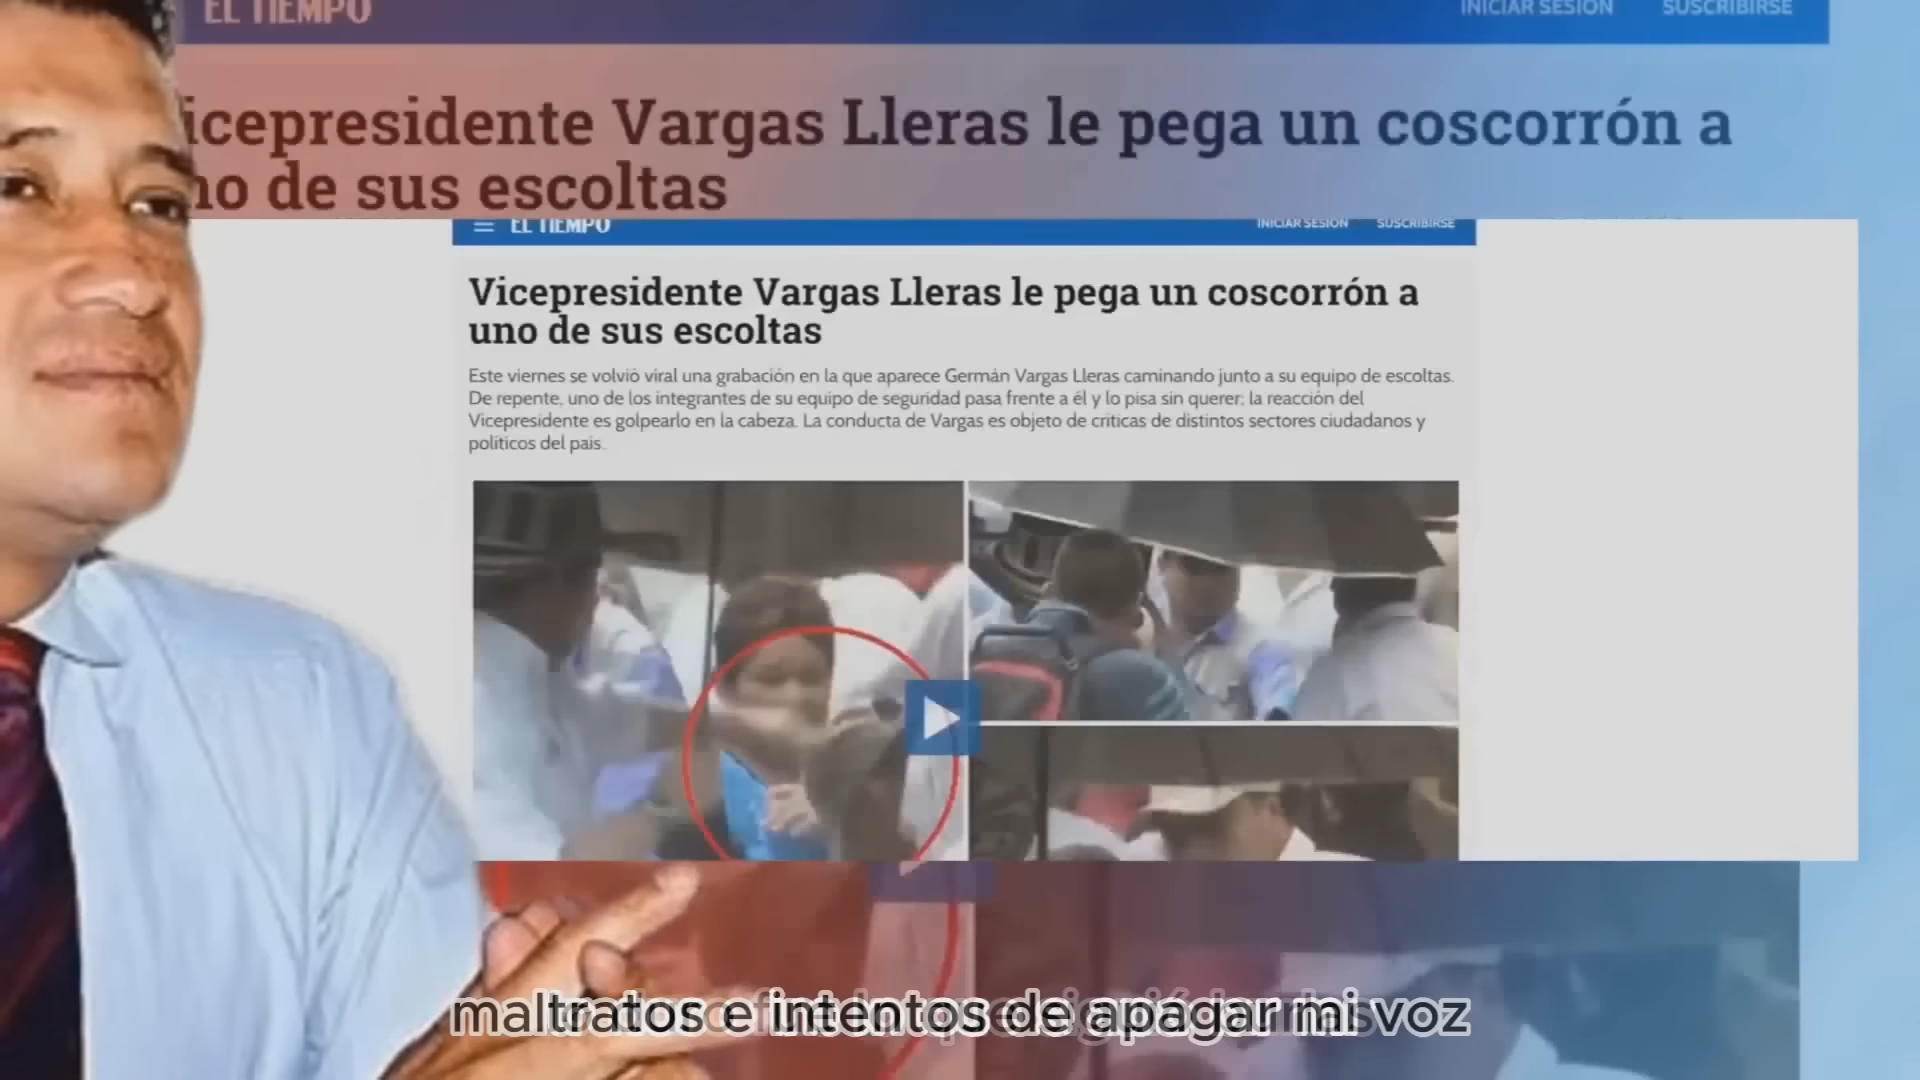 EL TIEMPO
INICIAR SESIÓN
SUSCRIBIRSE
icepresidente Vargas Lleras le pega un coscorrón a
no de sus escoltas
EL TIEMPO
INICIAR SESIÓN
SUSCRIBIRSE
Vicepresidente Vargas Lleras le pega un coscorrón a
uno de sus escoltas
Este viernes se volvió viral una grabación en la que aparece Germán Vargas Lleras caminando junto a su equipo de escoltas.
De repente, uno de los integrantes de su equipo de seguridad pasa frente a él y lo pisa sin querer; la reacción del
Vicepresidente es golpearlo en la cabeza. La conducta de Vargas es objeto de criticas de distintos sectores ciudadanos y
políticos del país.
maltratos e intentos de apagar mi voz